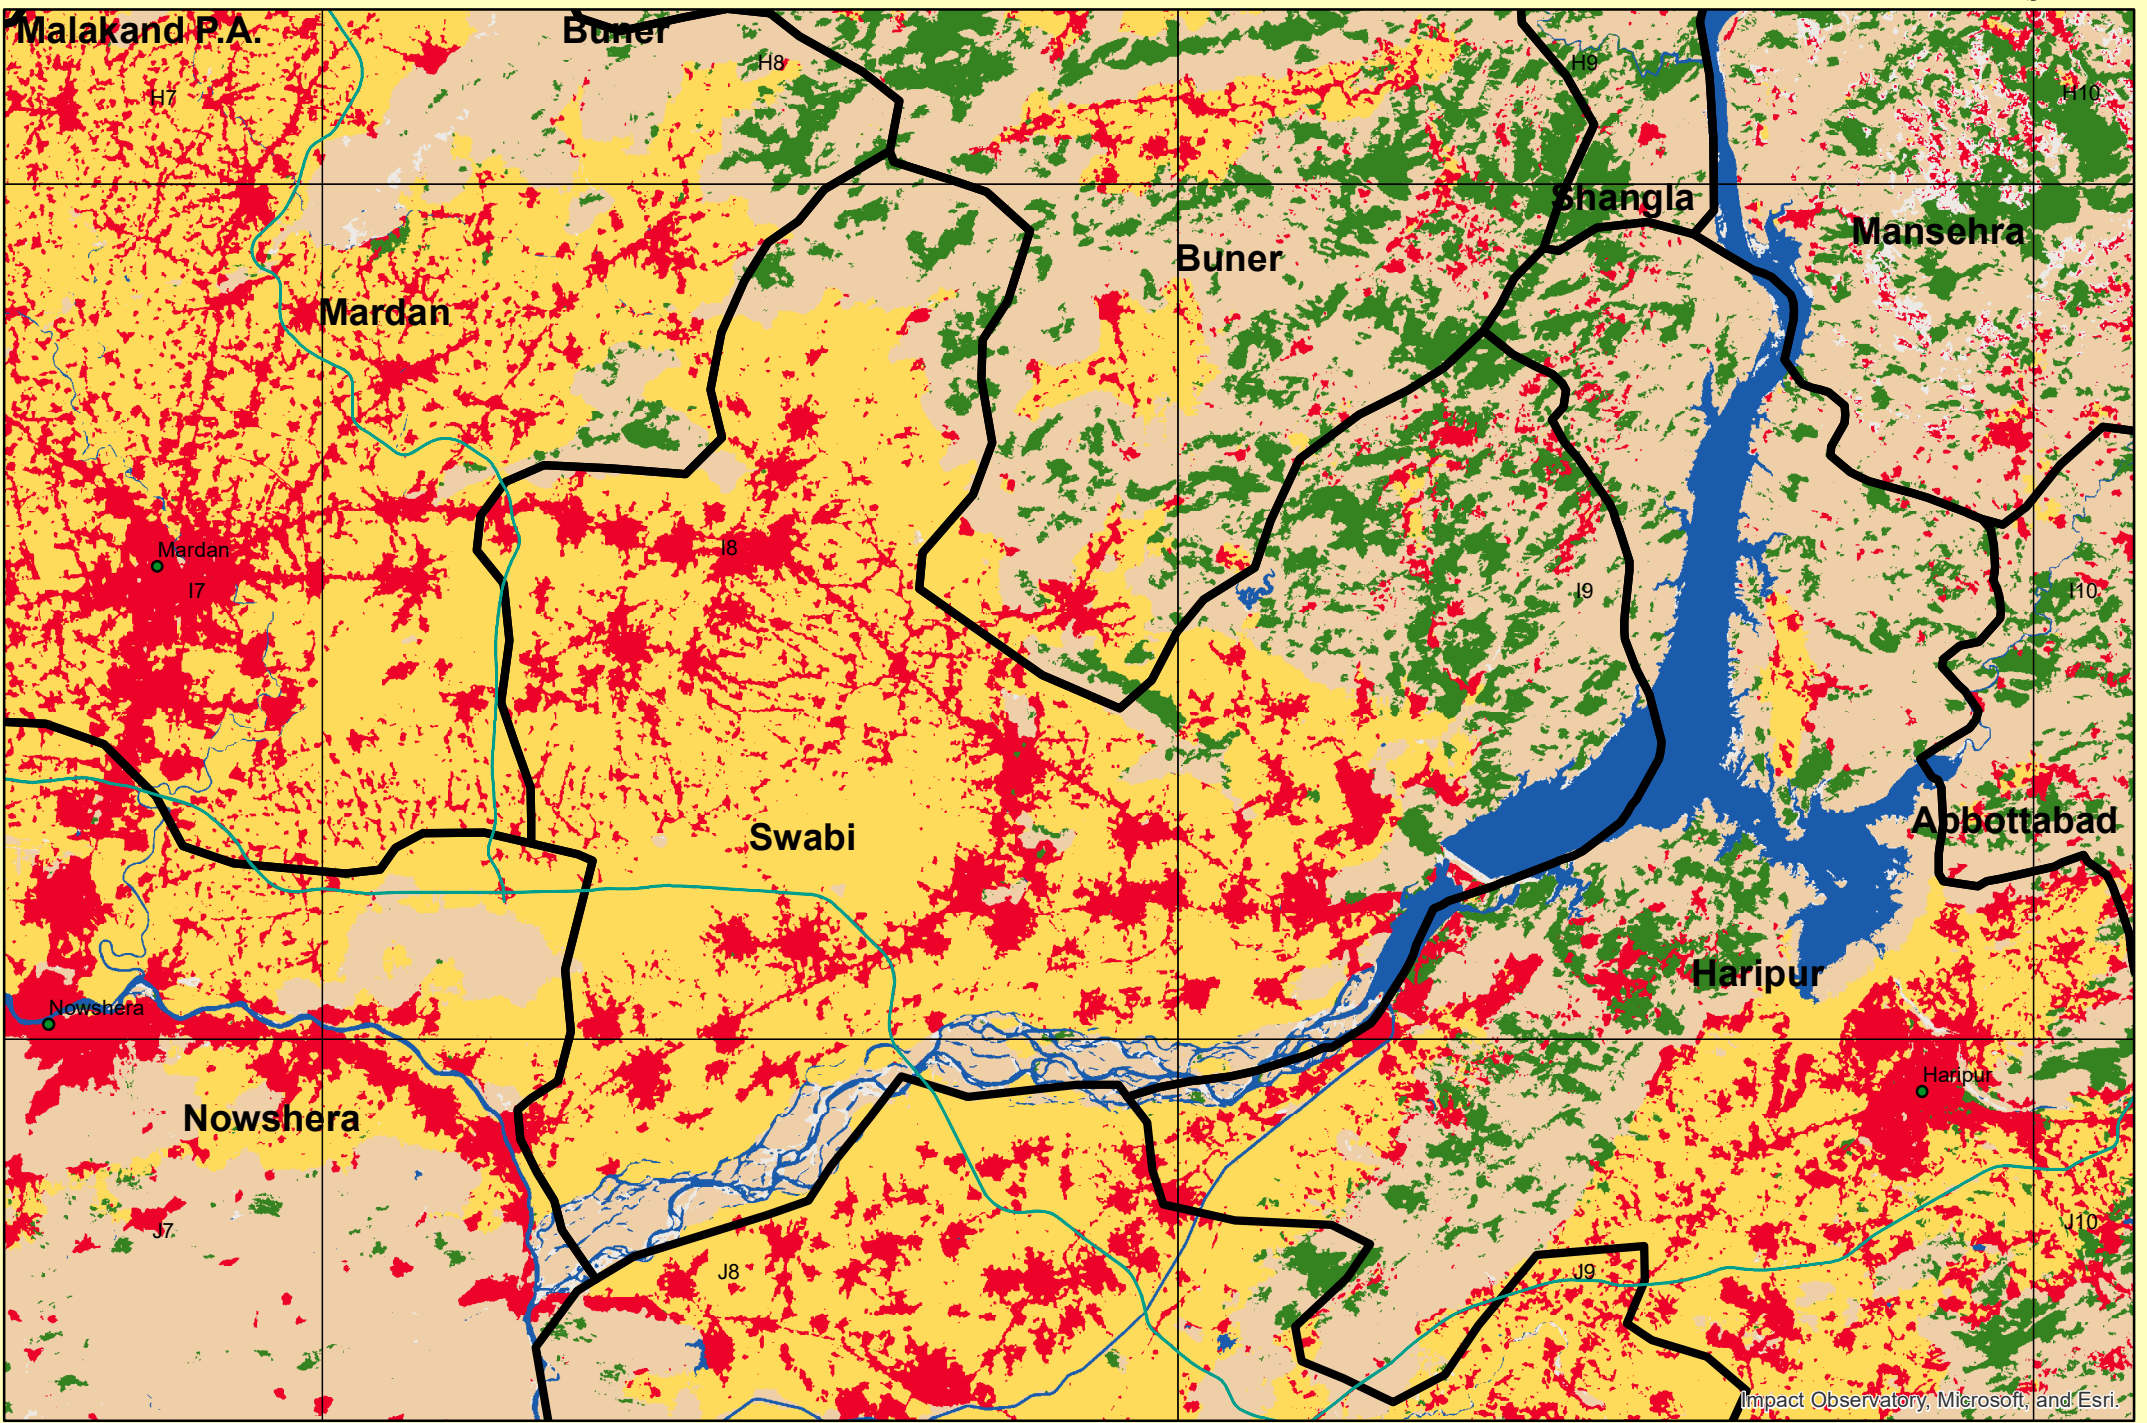 Malakand P.A.
Buner
H8
H9
H10
H7
Shangla
Mansehra
Buner
Mardan
Mardan
I8
I7
I9
I10
Swabi
Abbottabad
Haripur
Nowshera
Haripur
Nowshera
J7
J8
J9
J10
Impact Observatory, Microsoft, and Esri.